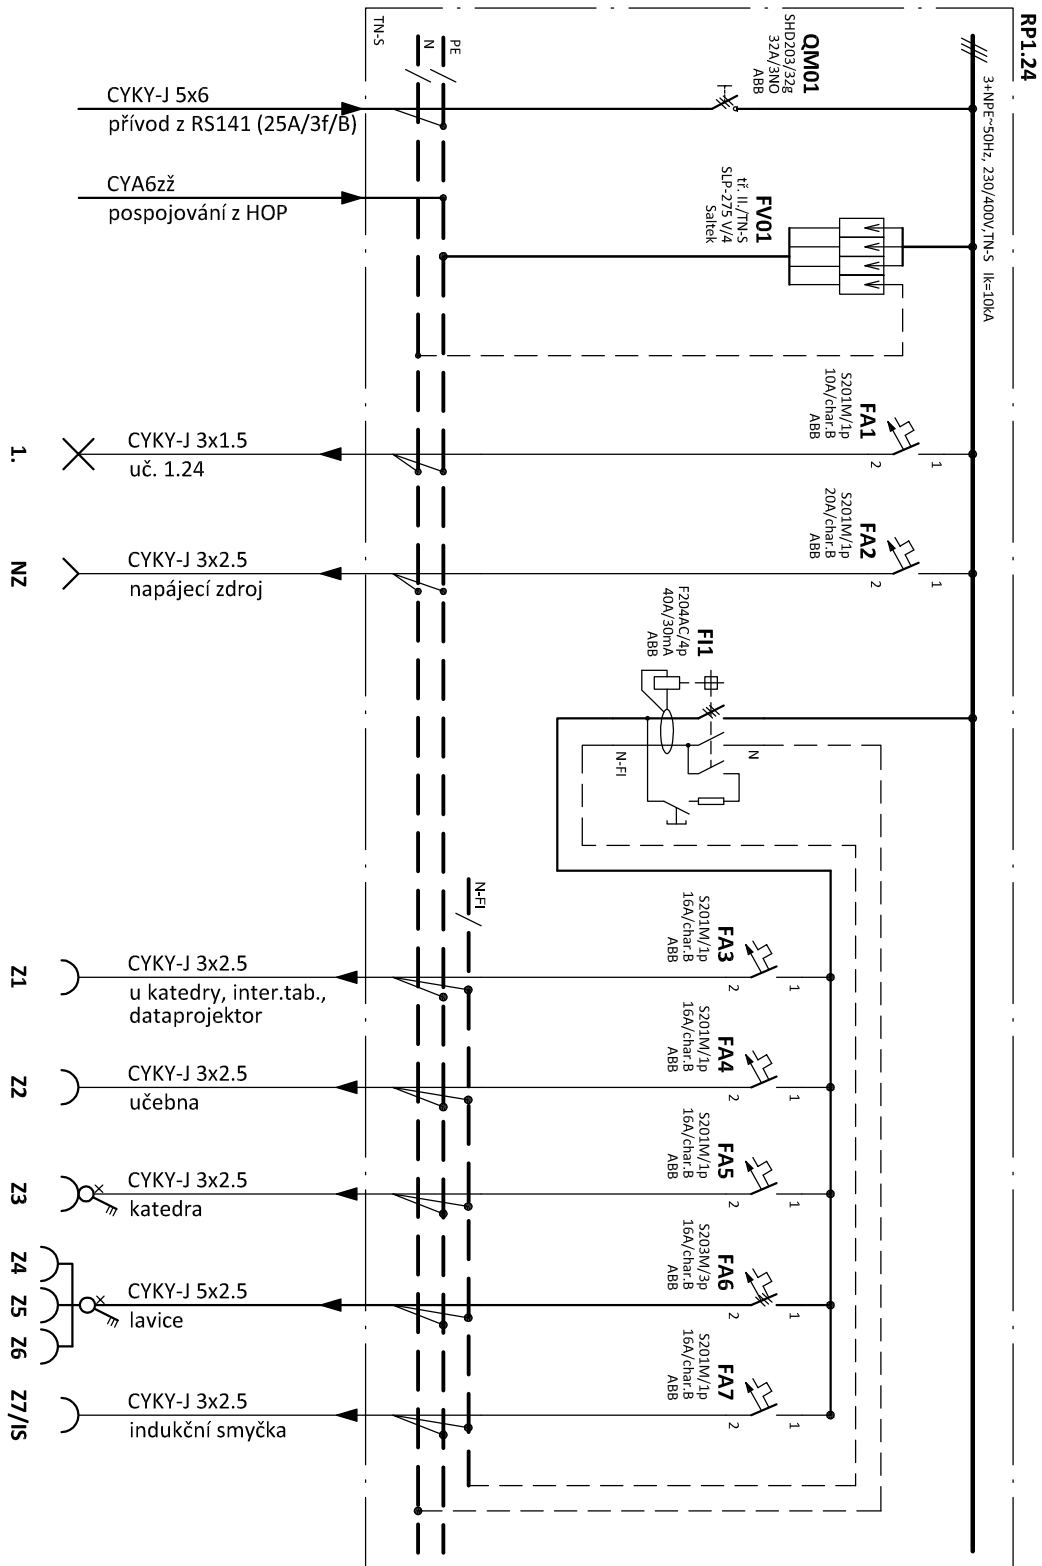 RP1.24
3+NPE~50Hz, 230/400V,TN-S Ik=10kA
TN-S
N
PE
QM01
SHD203/32g
32A/3NO
ABB
CYKY-J 5x6
přívod z RS141 (25A/3f/B)
CYA6zž
pospojování z HOP
FV01
tř. II./TN-S
SLP-275 V/4
Saltek
FA1
S201M/1p
10A/char.B
ABB
1
2
1.
CYKY-J 3x1.5
uč. 1.24
FA2
S201M/1p
20A/char.B
ABB
1
2
NZ
CYKY-J 3x2.5
napájecí zdroj
FI1
F204AC/4p
40A/30mA
ABB
N
N-FI
N-FI
FA3
S201M/1p
16A/char.B
ABB
1
2
Z1
CYKY-J 3x2.5
u katedry, inter.tab.,
dataprojektor
FA4
S201M/1p
16A/char.B
ABB
1
2
Z2
CYKY-J 3x2.5
učebna
FA5
S201M/1p
16A/char.B
ABB
1
2
Z3
CYKY-J 3x2.5
katedra
FA6
S203M/3p
16A/char.B
ABB
1
2
Z4
Z5
Z6
CYKY-J 5x2.5
lavice
FA7
S201M/1p
16A/char.B
ABB
1
2
Z7/IS
CYKY-J 3x2.5
indukční smyčka